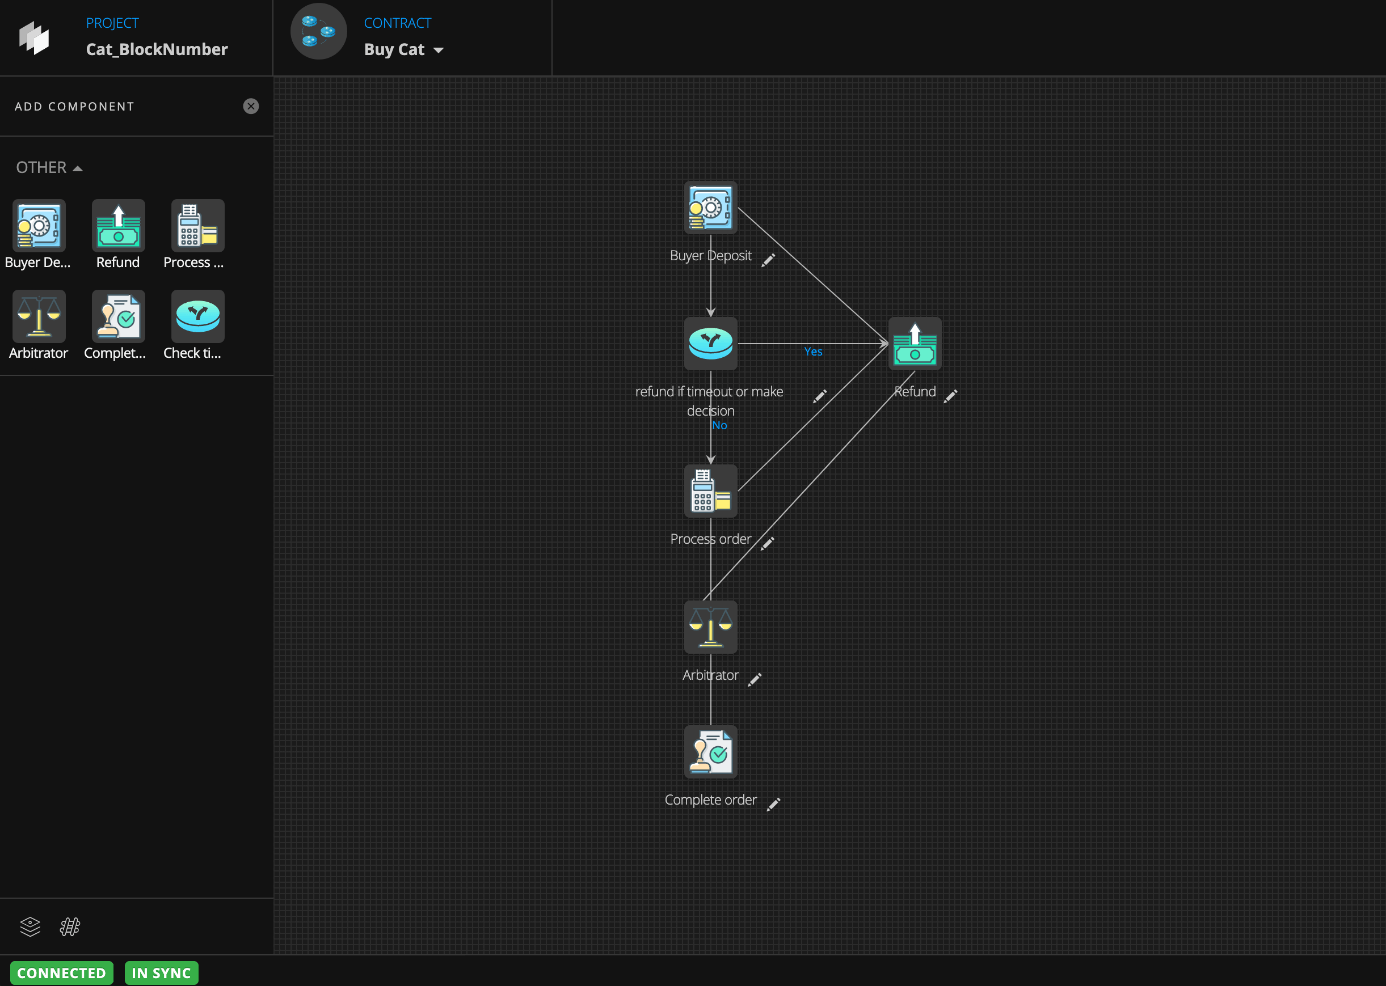 PROJECT
Cat_BlockNumber
CONTRACT
Buy Cat
ADD COMPONENT
OTHER
Buyer De...
Refund
Process ...
Arbitrator
Complet...
Check ti...
Buyer Deposit
Yes
refund if timeout or make
decision
No
Refund
Process order
Arbitrator
Complete order
CONNECTED
IN SYNC